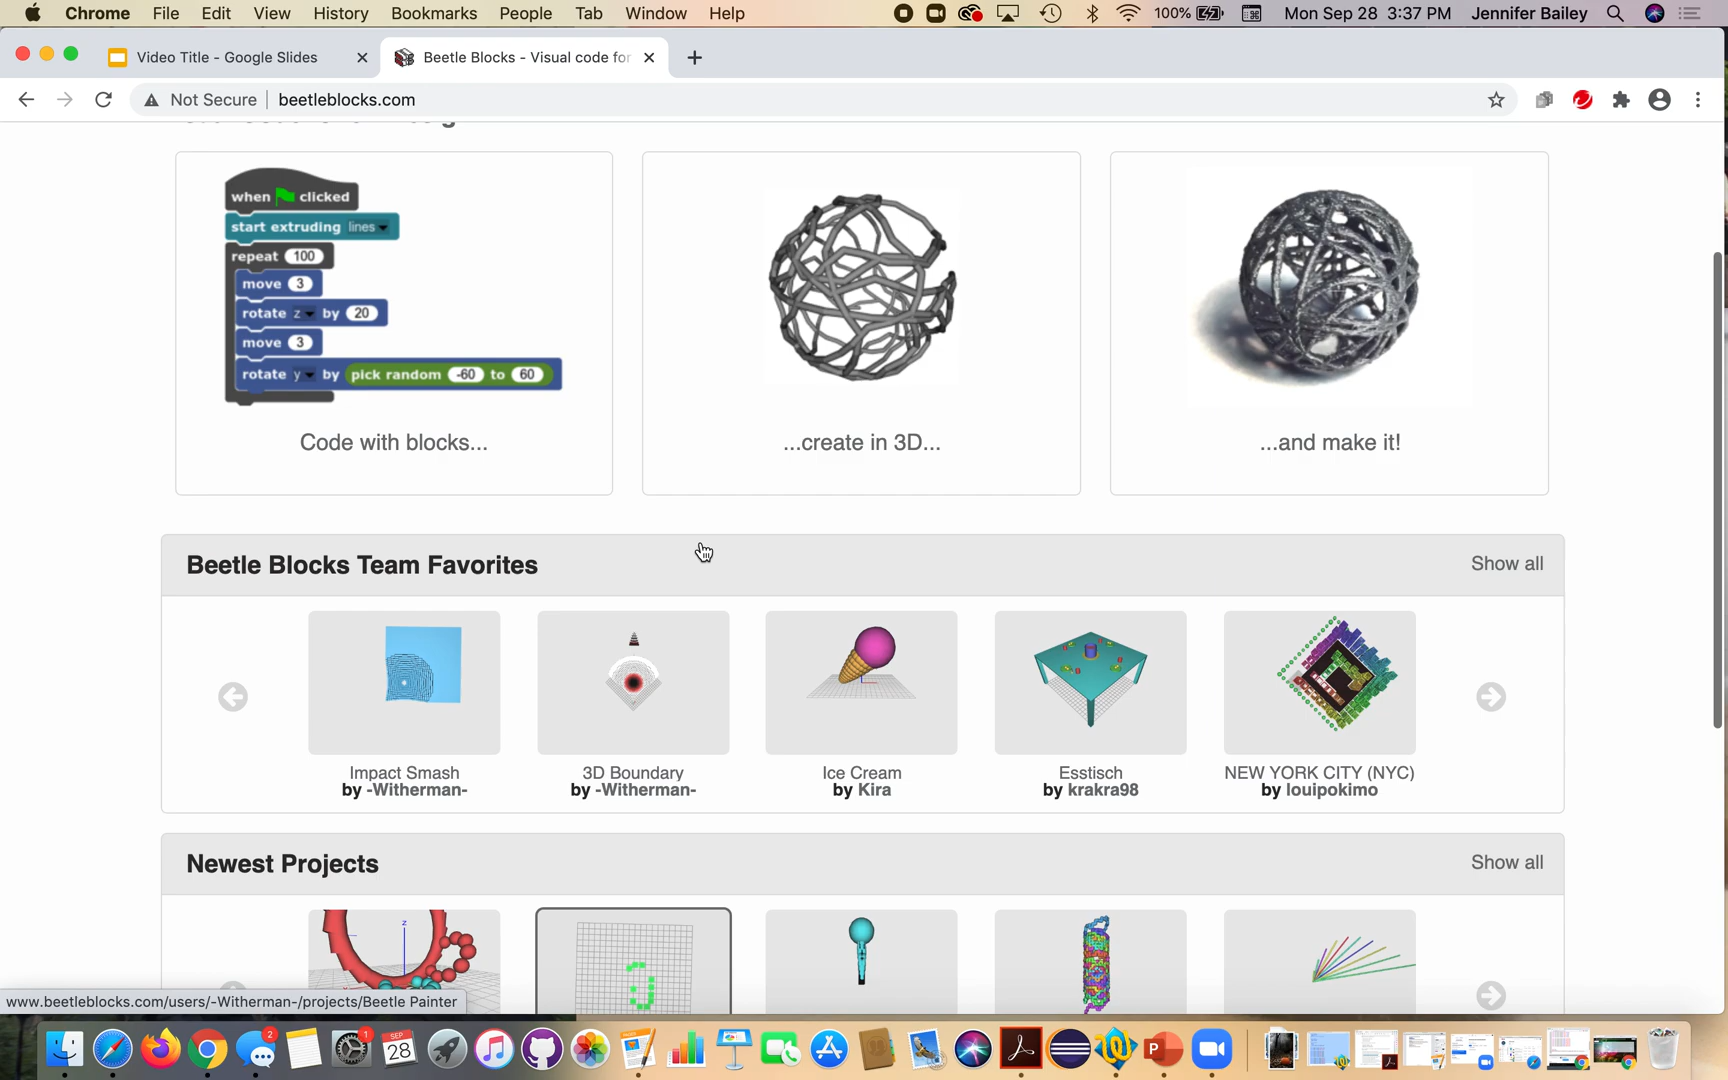 Chrome File Edit View History Bookmarks People Tab Window Help 100% Mon Sep 28 3:37 PM Jennifer Bailey
Video Title - Google Slides
Beetle Blocks - Visual code for
Not Secure beetleblocks.com
when clicked
start extruding lines
repeat 100
move 3
rotate z by 20
move 3
rotate y by pick random -60 to 60
Code with blocks...
...create in 3D...
...and make it!
Beetle Blocks Team Favorites Show all
Impact Smash
by -Witherman-
3D Boundary
by -Witherman-
Ice Cream
by Kira
Esstisch
by krakra98
NEW YORK CITY (NYC)
by louipokimo
Newest Projects Show all
z
www.beetleblocks.com/users/-Witherman-/projects/Beetle Painter
2
1
SEP
28
P